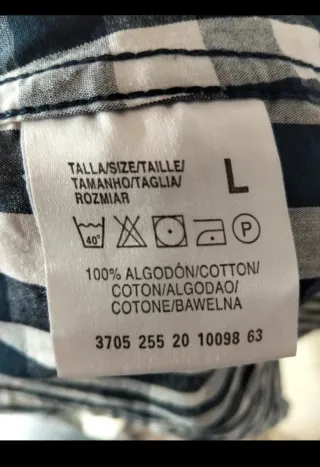 TALLA/SIZE/TAILLE/
TAMANHO/TAGLIA/
ROZMIAR
L
40°
P
100% ALGODÓN/COTTON/
COTON/ALGODAO/
COTONE/BAWELNA
3705 255 20 10098 63